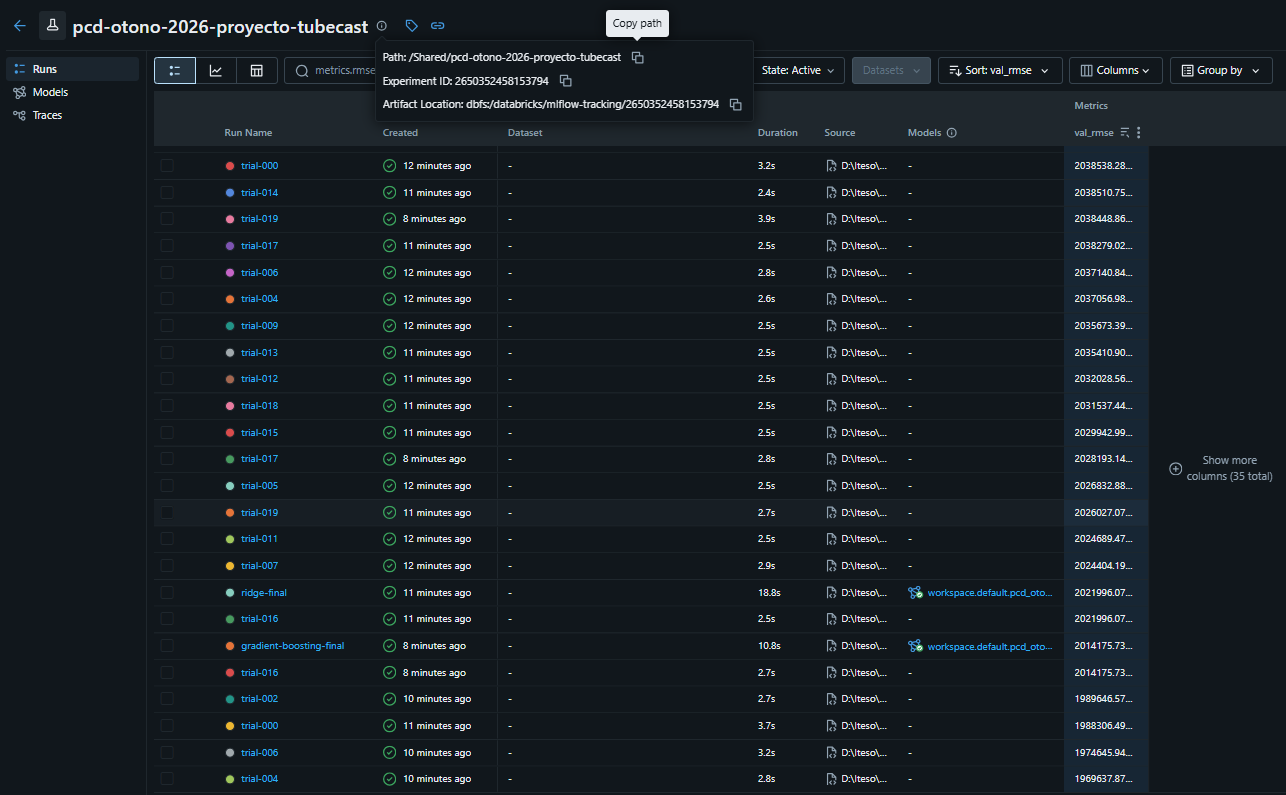 pcd-otono-2026-proyecto-tubecast
Copy path
Path: /Shared/pcd-otono-2026-proyecto-tubecast
Experiment ID: 2650352458153794
Artifact Location: dbfs:/databricks/mlflow-tracking/2650352458153794
Runs
Models
Traces
metrics.rmse
State: Active
Datasets
Sort: val_rmse
Columns
Group by
Metrics
Run Name Created Dataset Duration Source Models val_rmse
trial-000 12 minutes ago - 3.2s D:\Iteso\... - 2038538.28...
trial-014 11 minutes ago - 2.4s D:\Iteso\... - 2038510.75...
trial-019 8 minutes ago - 3.9s D:\Iteso\... - 2038448.86...
trial-017 11 minutes ago - 2.5s D:\Iteso\... - 2038279.02...
trial-006 12 minutes ago - 2.8s D:\Iteso\... - 2037140.84...
trial-004 12 minutes ago - 2.6s D:\Iteso\... - 2037056.98...
trial-009 12 minutes ago - 2.5s D:\Iteso\... - 2035673.39...
trial-013 11 minutes ago - 2.5s D:\Iteso\... - 2035410.90...
trial-012 11 minutes ago - 2.5s D:\Iteso\... - 2032028.56...
trial-018 11 minutes ago - 2.5s D:\Iteso\... - 2031537.44...
trial-015 11 minutes ago - 2.5s D:\Iteso\... - 2029942.99...
trial-017 8 minutes ago - 2.8s D:\Iteso\... - 2028193.14...
trial-005 12 minutes ago - 2.5s D:\Iteso\... - 2026832.88...
trial-019 11 minutes ago - 2.7s D:\Iteso\... - 2026027.07...
trial-011 12 minutes ago - 2.5s D:\Iteso\... - 2024689.47...
trial-007 12 minutes ago - 2.9s D:\Iteso\... - 2024404.19...
ridge-final 11 minutes ago - 18.8s D:\Iteso\... workspace.default.pcd_oto... 2021996.07...
trial-016 11 minutes ago - 2.5s D:\Iteso\... - 2021996.07...
gradient-boosting-final 8 minutes ago - 10.8s D:\Iteso\... workspace.default.pcd_oto... 2014175.73...
trial-016 8 minutes ago - 2.7s D:\Iteso\... - 2014175.73...
trial-002 10 minutes ago - 2.7s D:\Iteso\... - 1989646.57...
trial-000 11 minutes ago - 3.7s D:\Iteso\... - 1988306.49...
trial-006 10 minutes ago - 3.2s D:\Iteso\... - 1974645.94...
trial-004 10 minutes ago - 2.8s D:\Iteso\... - 1969637.87...
Show more
columns (35 total)